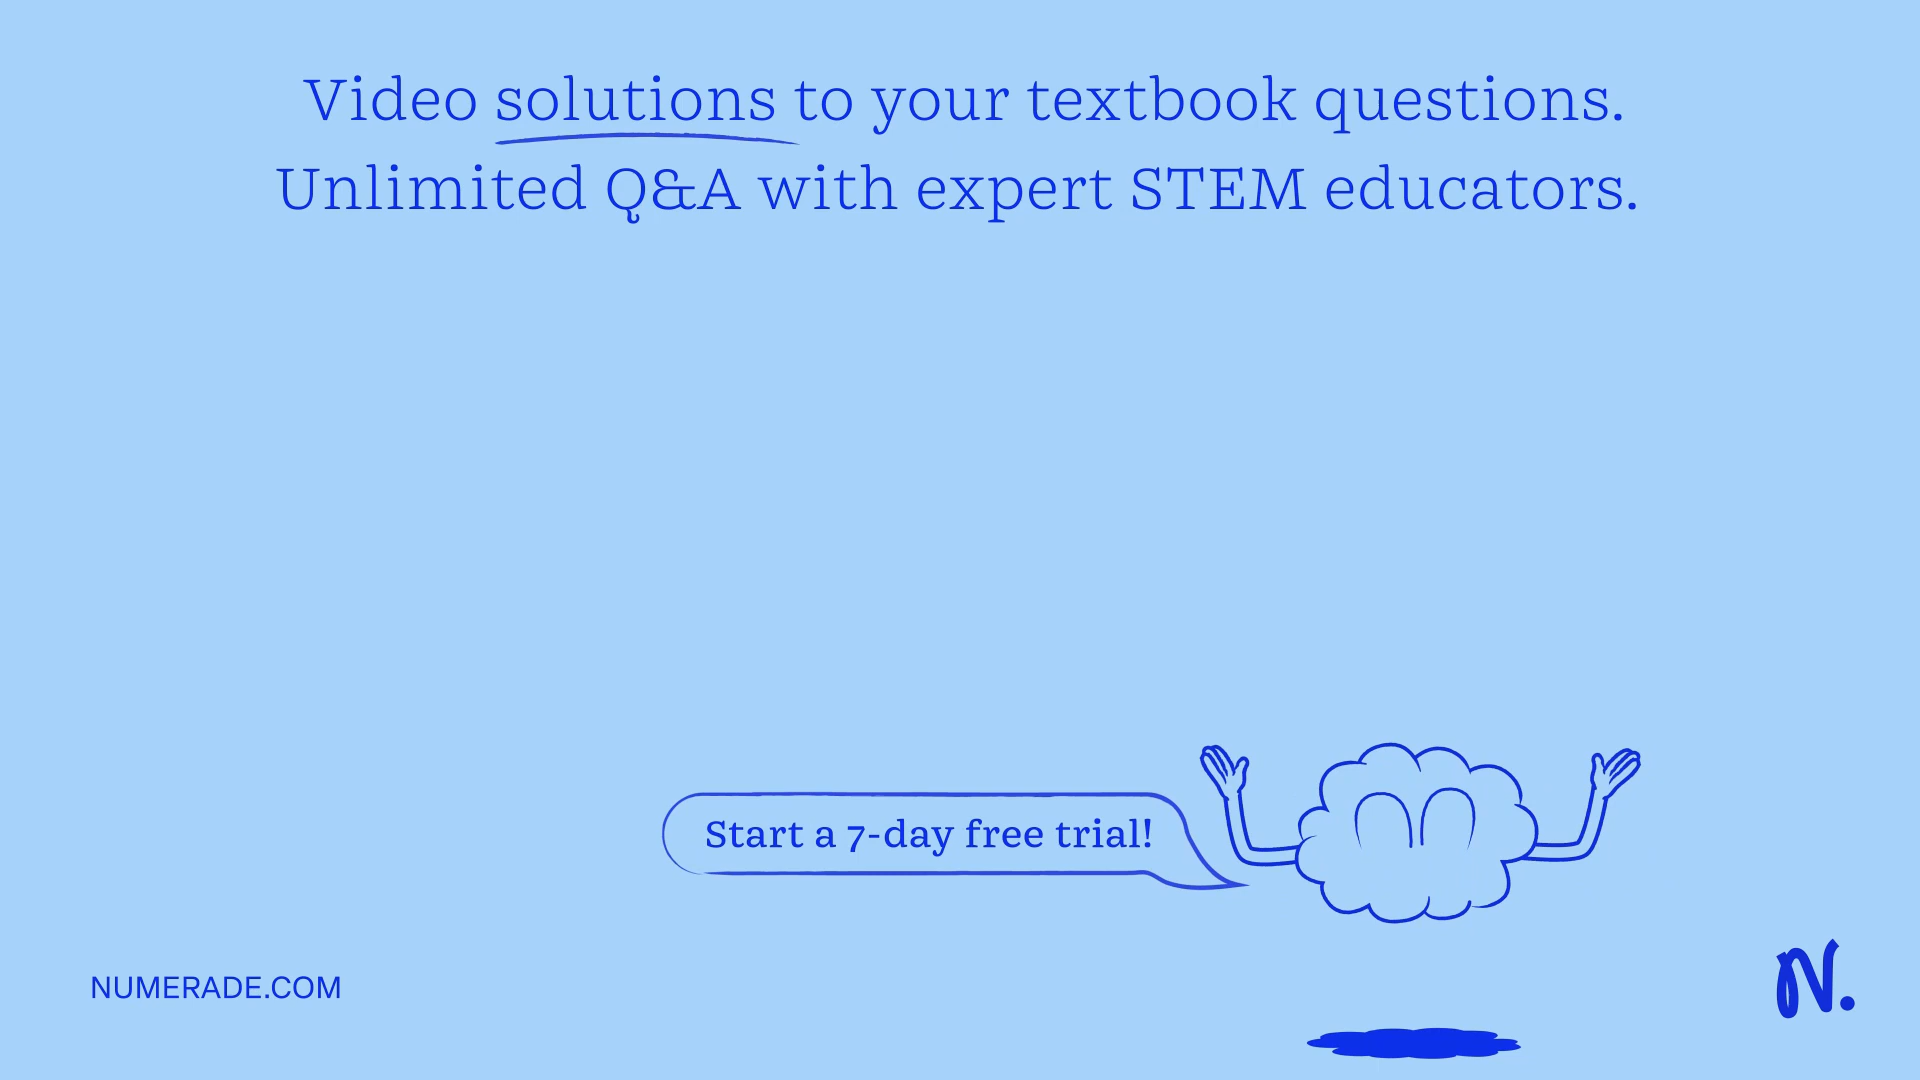 Video solutions to your textbook questions.
Unlimited Q&A with expert STEM educators.
Start a 7-day free trial!
NUMERADE.COM
N.